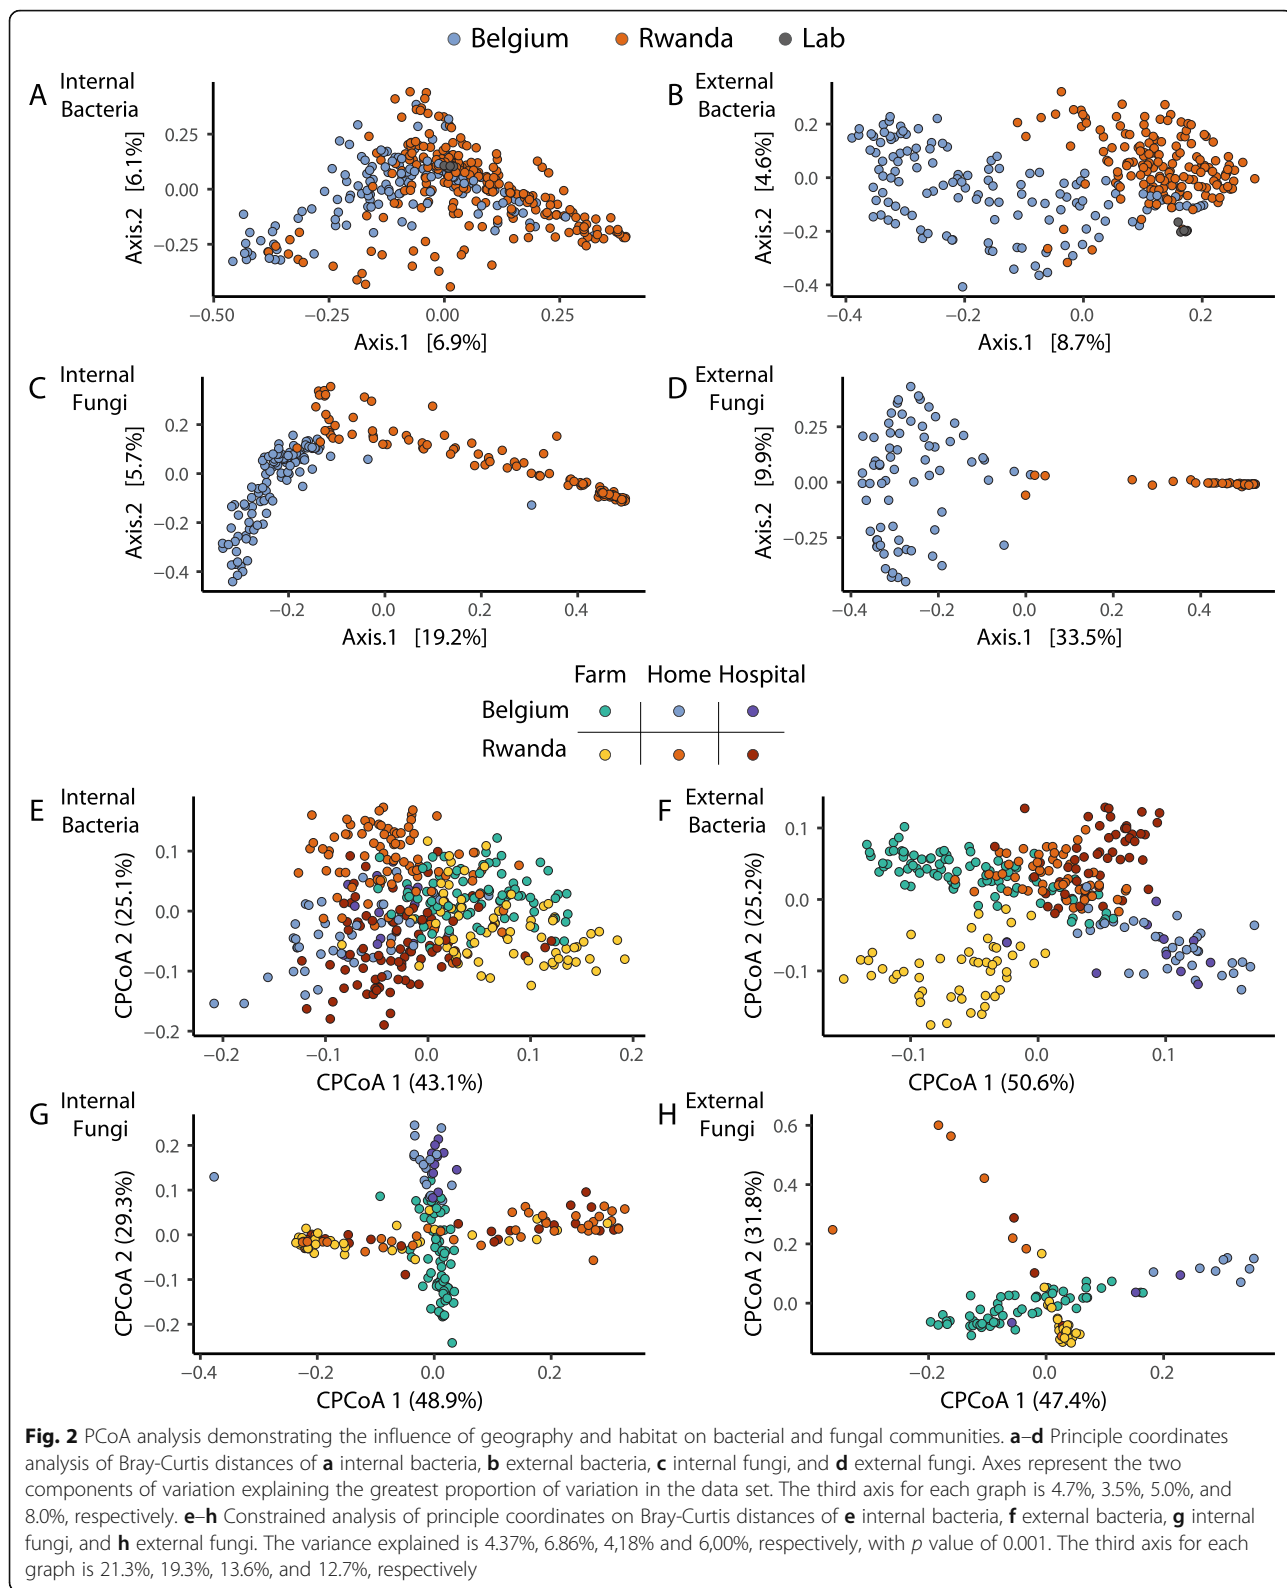 Belgium Rwanda Lab
A Internal
Bacteria
Axis.2 [6.1%]
0.25
0.00
−0.25
−0.50 −0.25 0.00 0.25
Axis.1 [6.9%]
B External
Bacteria
Axis.2 [4.6%]
0.2
0.0
−0.2
−0.4
−0.4 −0.2 0.0 0.2
Axis.1 [8.7%]
C Internal
Fungi
Axis.2 [5.7%]
0.2
0.0
−0.2
−0.4
−0.2 0.0 0.2 0.4
Axis.1 [19.2%]
D External
Fungi
Axis.2 [9.9%]
0.25
0.00
−0.25
−0.4 −0.2 0.0 0.2 0.4
Axis.1 [33.5%]
Farm Home Hospital
Belgium
Rwanda
E Internal
Bacteria
CPCoA 2 (25.1%)
0.1
0.0
−0.1
−0.2
−0.2 −0.1 0.0 0.1 0.2
CPCoA 1 (43.1%)
F External
Bacteria
CPCoA 2 (25.2%)
0.1
0.0
−0.1
−0.1 0.0 0.1
CPCoA 1 (50.6%)
G Internal
Fungi
CPCoA 2 (29.3%)
0.2
0.1
0.0
−0.1
−0.2
−0.4 −0.2 0.0 0.2
CPCoA 1 (48.9%)
H External
Fungi
CPCoA 2 (31.8%)
0.6
0.4
0.2
0.0
−0.2 0.0 0.2
CPCoA 1 (47.4%)
Fig. 2 PCoA analysis demonstrating the influence of geography and habitat on bacterial and fungal communities. a–d Principle coordinates
analysis of Bray-Curtis distances of a internal bacteria, b external bacteria, c internal fungi, and d external fungi. Axes represent the two
components of variation explaining the greatest proportion of variation in the data set. The third axis for each graph is 4.7%, 3.5%, 5.0%, and
8.0%, respectively. e–h Constrained analysis of principle coordinates on Bray-Curtis distances of e internal bacteria, f external bacteria, g internal
fungi, and h external fungi. The variance explained is 4.37%, 6.86%, 4,18% and 6,00%, respectively, with p value of 0.001. The third axis for each
graph is 21.3%, 19.3%, 13.6%, and 12.7%, respectively